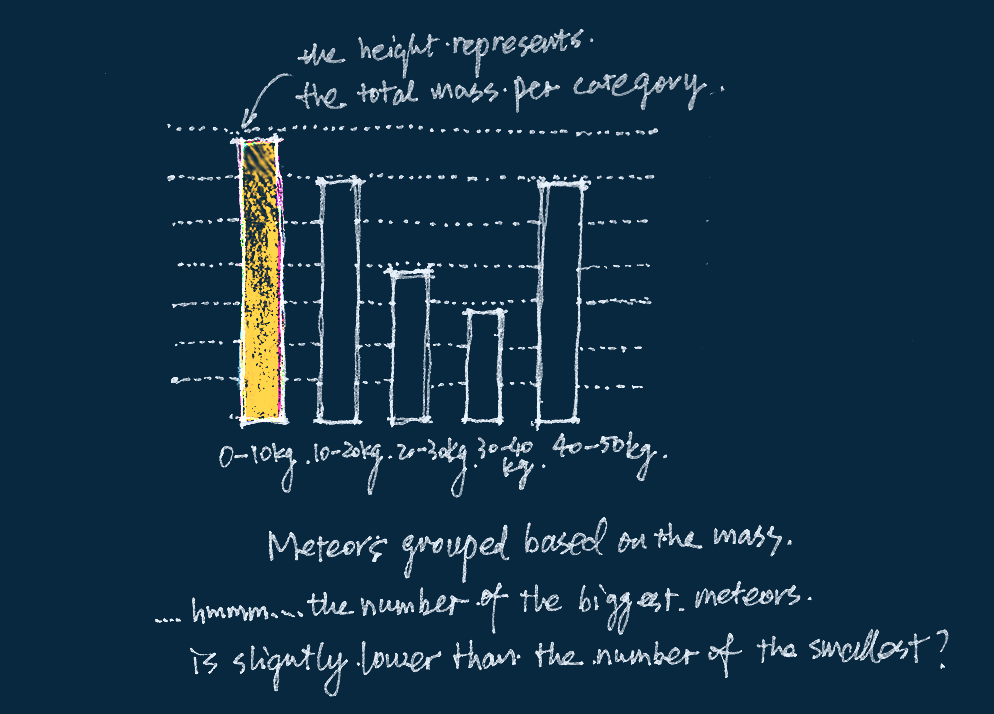 the height represents.
the total mass per category.
0-10kg. 10-20kg. 20-30kg. 30-40 kg. 40-50kg.
Meteors grouped based on the mass.
.... hmmm.... the number of the biggest meteors.
is slightly lower than the number of the smallest?